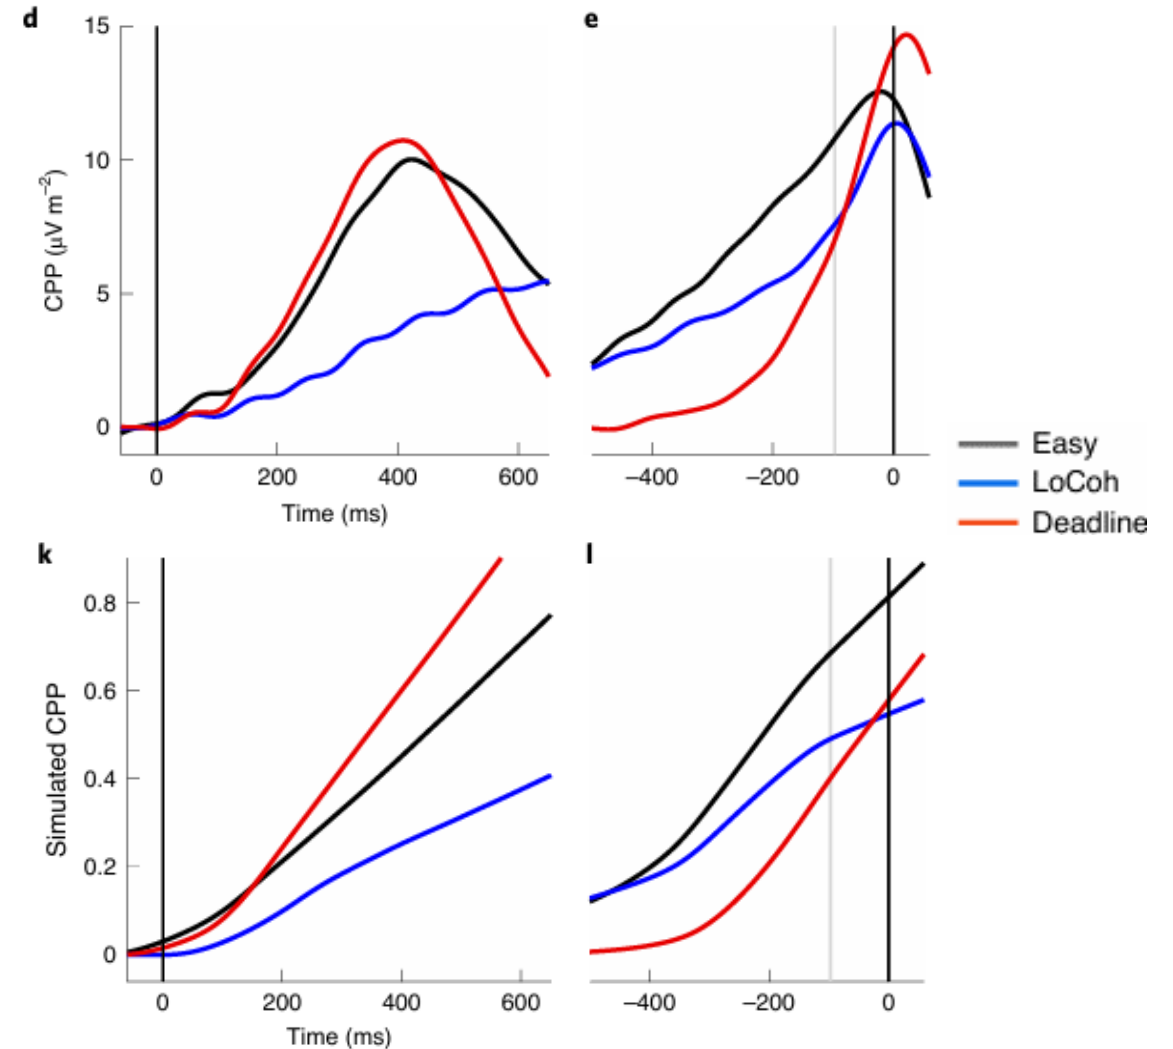 d
e
15
10
5
0
CPP (μV m⁻²)
0 200 400 600
Time (ms)
–400 –200 0
Easy
LoCoh
Deadline
k
l
0.8
0.6
0.4
0.2
0
Simulated CPP
0 200 400 600
Time (ms)
–400 –200 0